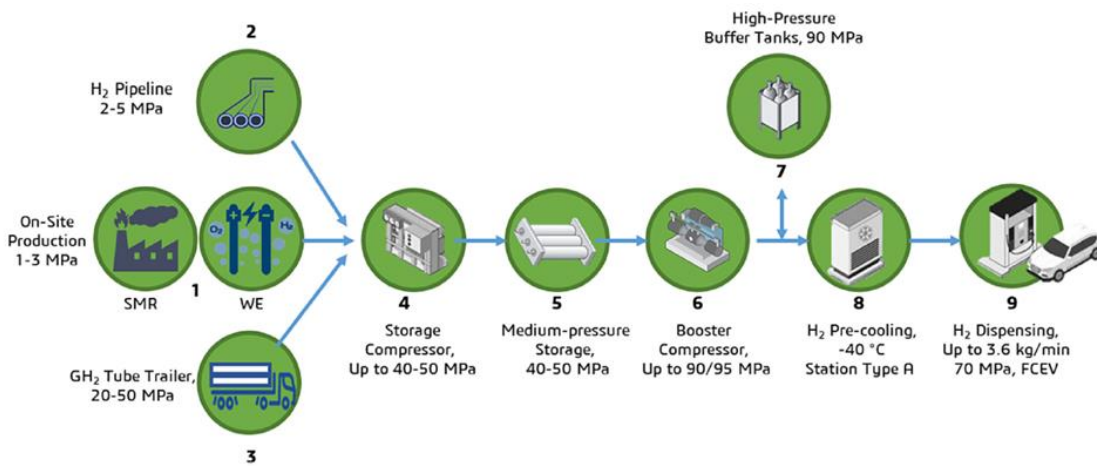 2
H₂ Pipeline
2-5 MPa
High-Pressure
Buffer Tanks, 90 MPa
7
On-Site
Production
1-3 MPa
O₂
H₂
SMR
1
WE
4
Storage
Compressor,
Up to 40-50 MPa
5
Medium-pressure
Storage,
40-50 MPa
6
Booster
Compressor,
Up to 90/95 MPa
8
H₂ Pre-cooling,
-40 °C
Station Type A
9
H₂ Dispensing,
Up to 3.6 kg/min
70 MPa, FCEV
GH₂ Tube Trailer,
20-50 MPa
3